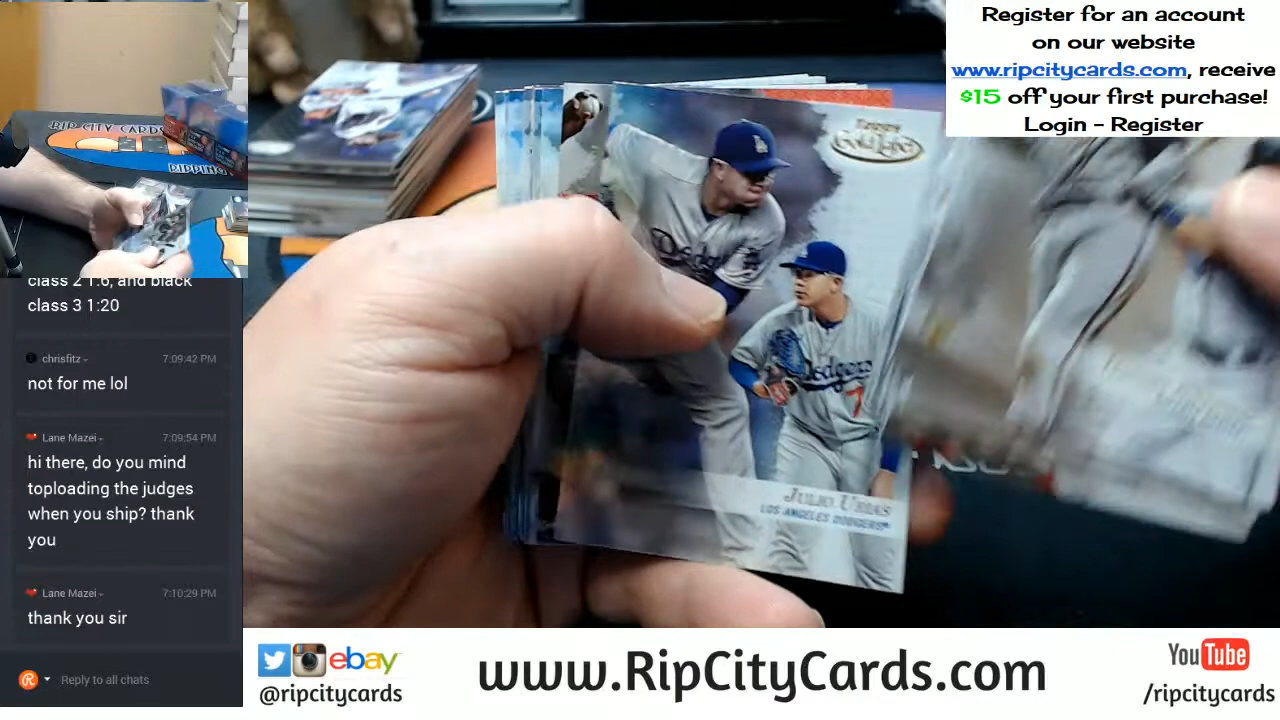 Register for an account
on our website
www.ripcitycards.com, receive
$15 off your first purchase!
Login - Register
RIP CITY CARDS
RIPPING
Topps
Gold Label
Dodgers
Dodgers
7
JULIO URIAS
LOS ANGELES DODGERS
class 2 1:6, and black
class 3 1:20
chrisfitz
7:09:42 PM
not for me lol
Lane Mazei
7:09:54 PM
hi there, do you mind
toploading the judges
when you ship? thank
you
Lane Mazei
7:10:29 PM
thank you sir
Reply to all chats
ebay
@ripcitycards
www.RipCityCards.com
YouTube
/ripcitycards